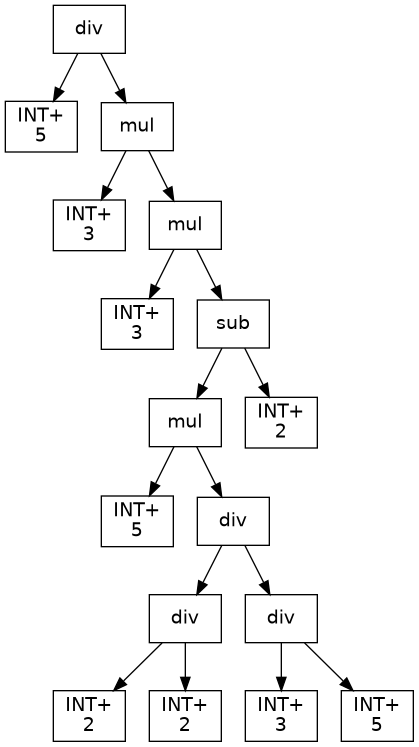 div
INT+
5
mul
INT+
3
mul
INT+
3
sub
mul
INT+
2
INT+
5
div
div
div
INT+
2
INT+
2
INT+
3
INT+
5